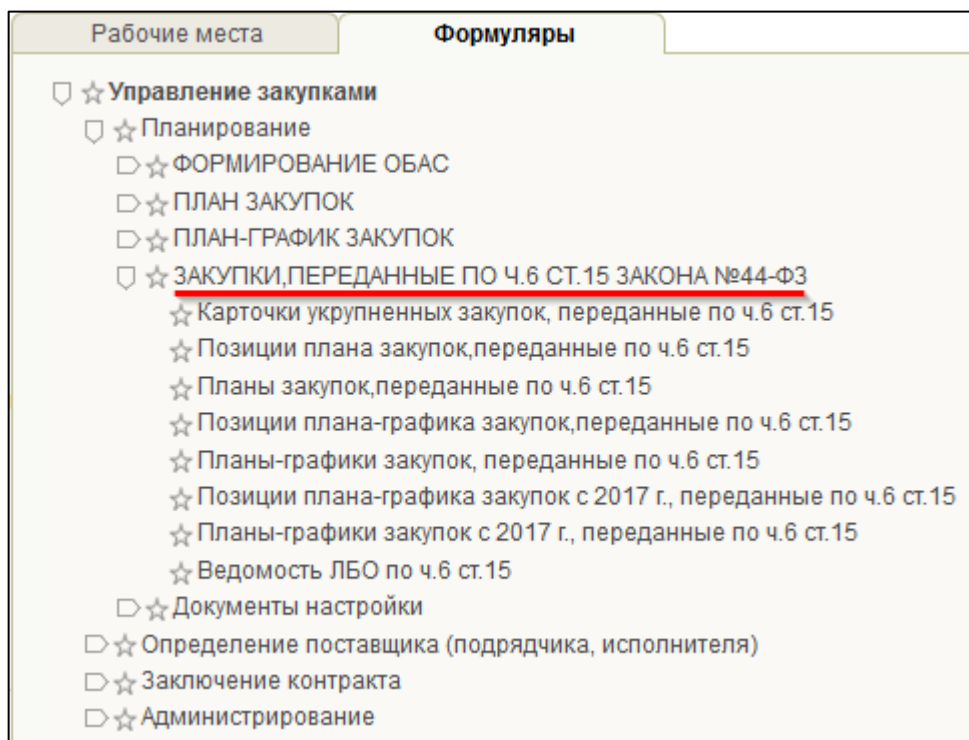 Рабочие места
Формуляры
Управление закупками
Планирование
ФОРМИРОВАНИЕ ОБАС
ПЛАН ЗАКУПОК
ПЛАН-ГРАФИК ЗАКУПОК
ЗАКУПКИ,ПЕРЕДАННЫЕ ПО Ч.6 СТ.15 ЗАКОНА №44-ФЗ
Карточки укрупненных закупок, переданные по ч.6 ст.15
Позиции плана закупок,переданные по ч.6 ст.15
Планы закупок,переданные по ч.6 ст.15
Позиции плана-графика закупок,переданные по ч.6 ст.15
Планы-графики закупок, переданные по ч.6 ст.15
Позиции плана-графика закупок с 2017 г., переданные по ч.6 ст.15
Планы-графики закупок с 2017 г., переданные по ч.6 ст.15
Ведомость ЛБО по ч.6 ст.15
Документы настройки
Определение поставщика (подрядчика, исполнителя)
Заключение контракта
Администрирование